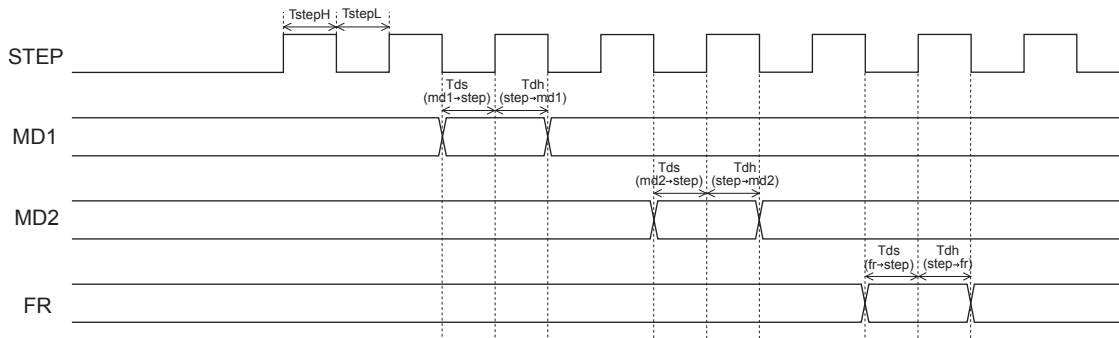 TstepH TstepL
STEP
Tds Tdh
(md1→step) (step→md1)
MD1
Tds Tdh
(md2→step) (step→md2)
MD2
Tds Tdh
(fr→step) (step→fr)
FR